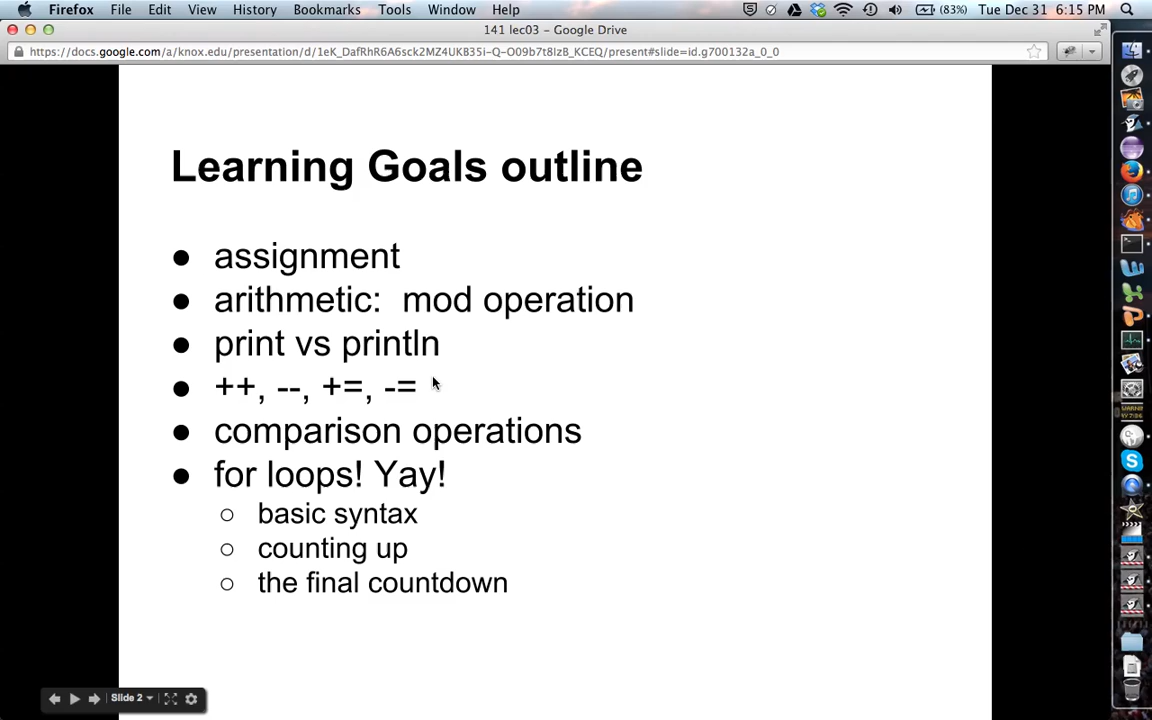 Firefox File Edit View History Bookmarks Tools Window Help (83%) Tue Dec 31 6:15 PM
141 lec03 – Google Drive
https://docs.google.com/a/knox.edu/presentation/d/1eK_DafRhR6A6sck2MZ4UKB35i-Q-O09b7t8IzB_KCEQ/present#slide=id.g700132a_0_0
Learning Goals outline
● assignment
● arithmetic: mod operation
● print vs println
● ++, --, +=, -=
● comparison operations
● for loops! Yay!
○ basic syntax
○ counting up
○ the final countdown
Slide 2